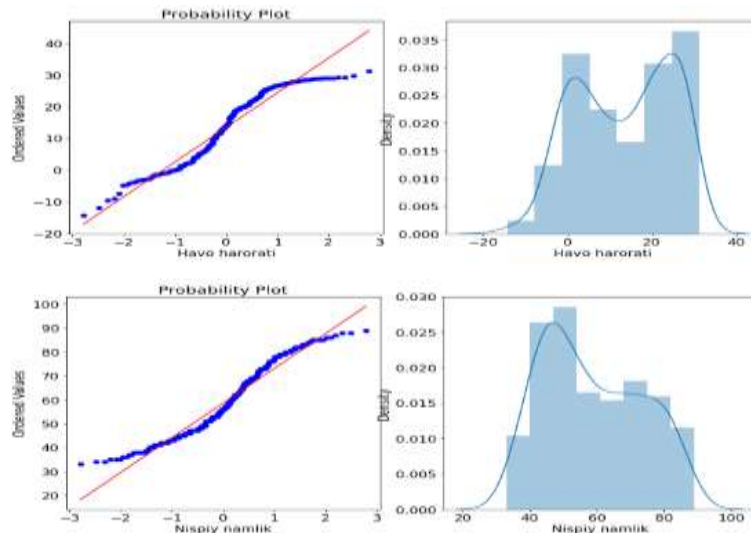 Probability Plot
Ordered Values
40
30
20
10
0
−10
−20
−3 −2 −1 0 1 2 3
Havo harorati
Density
0.035
0.030
0.025
0.020
0.015
0.010
0.005
0.000
−20 0 20 40
Havo harorati
Probability Plot
Ordered Values
100
90
80
70
60
50
40
30
20
−3 −2 −1 0 1 2 3
Nispiy namlik
Density
0.030
0.025
0.020
0.015
0.010
0.005
0.000
20 40 60 80 100
Nispiy namlik